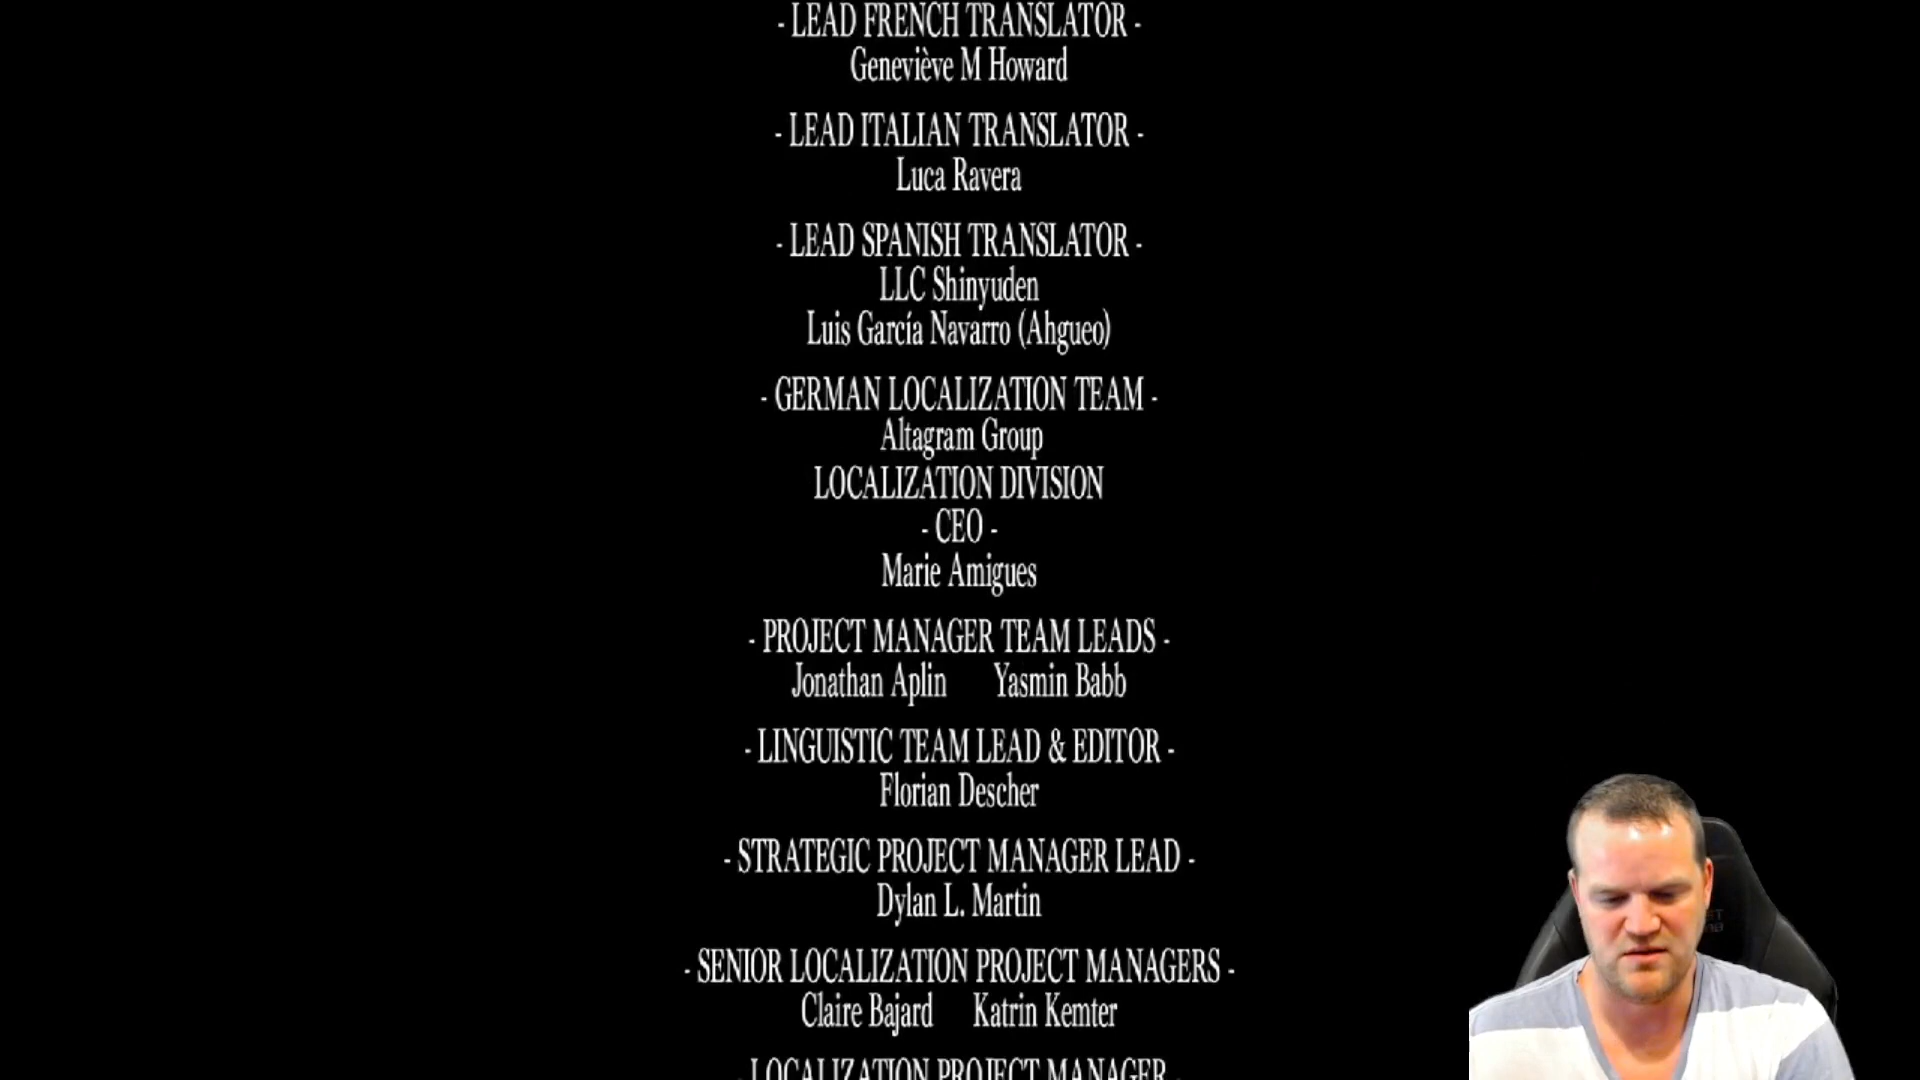 - LEAD FRENCH TRANSLATOR -
Geneviève M Howard
- LEAD ITALIAN TRANSLATOR -
Luca Ravera
- LEAD SPANISH TRANSLATOR -
LLC Shinyuden
Luis García Navarro (Ahgueo)
- GERMAN LOCALIZATION TEAM -
Altagram Group
LOCALIZATION DIVISION
- CEO -
Marie Amigues
- PROJECT MANAGER TEAM LEADS -
Jonathan Aplin Yasmin Babb
- LINGUISTIC TEAM LEAD & EDITOR -
Florian Descher
- STRATEGIC PROJECT MANAGER LEAD -
Dylan L. Martin
- SENIOR LOCALIZATION PROJECT MANAGERS -
Claire Bajard Katrin Kemter
- LOCALIZATION PROJECT MANAGER -